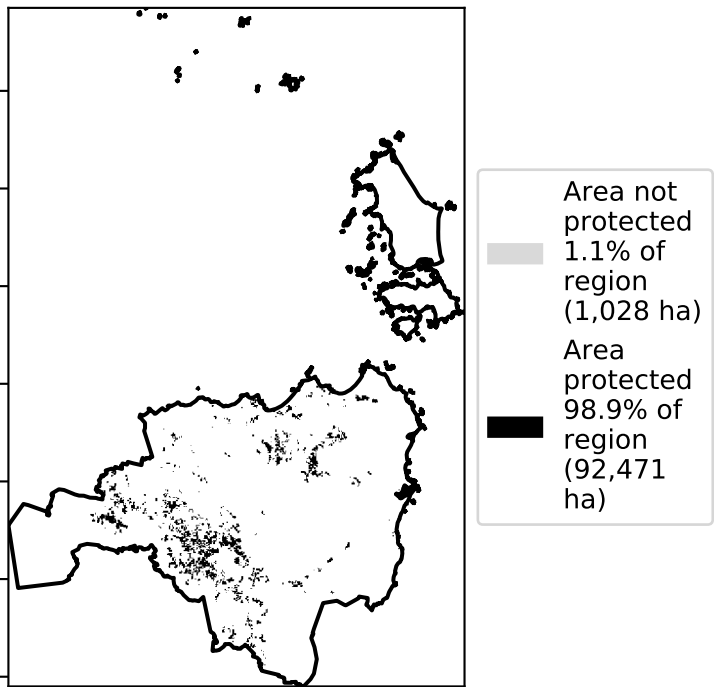 Area not
protected
1.1% of
region
(1,028 ha)
Area
protected
98.9% of
region
(92,471
ha)